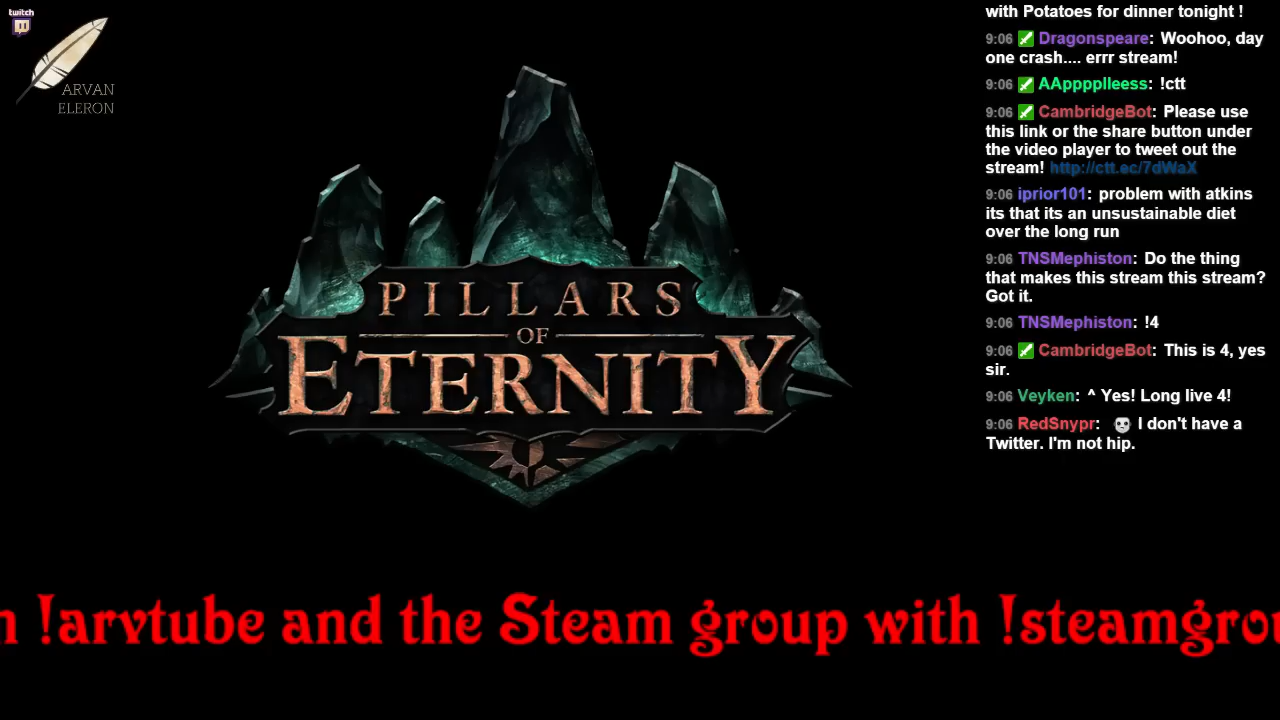 twitch
ARVAN
ELERON
PILLARS
OF
ETERNITY
with Potatoes for dinner tonight !
9:06 Dragonspeare: Woohoo, day
one crash.... errr stream!
9:06 AAppppIleess: !ctt
9:06 CambridgeBot: Please use
this link or the share button under
the video player to tweet out the
stream! http://ctt.ec/7dWaX
9:06 iprior101: problem with atkins
its that its an unsustainable diet
over the long run
9:06 TNSMephiston: Do the thing
that makes this stream this stream?
Got it.
9:06 TNSMephiston: !4
9:06 CambridgeBot: This is 4, yes
sir.
9:06 Veyken: ^ Yes! Long live 4!
9:06 RedSnypr: I don't have a
Twitter. I'm not hip.
!arvtube and the Steam group with !steamgrou